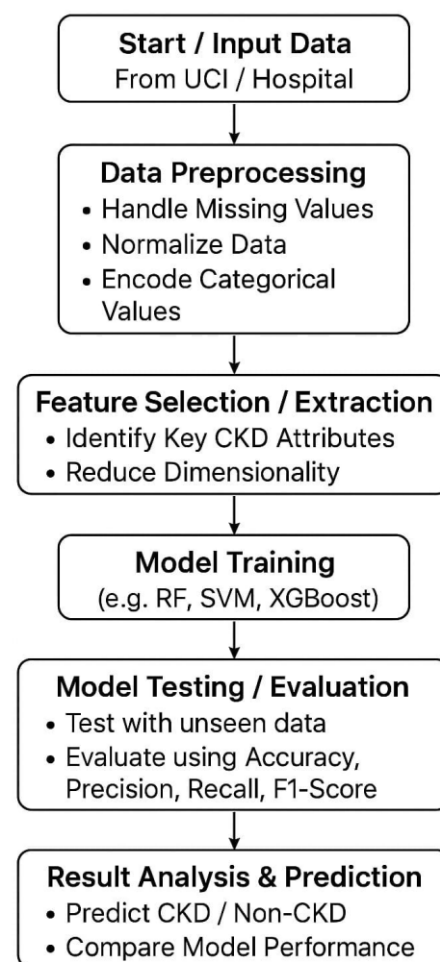 Start / Input Data
From UCI / Hospital
Data Preprocessing
• Handle Missing Values
• Normalize Data
• Encode Categorical
Values
Feature Selection / Extraction
• Identify Key CKD Attributes
• Reduce Dimensionality
Model Training
(e.g. RF, SVM, XGBoost)
Model Testing / Evaluation
• Test with unseen data
• Evaluate using Accuracy,
Precision, Recall, F1-Score
Result Analysis & Prediction
• Predict CKD / Non-CKD
• Compare Model Performance